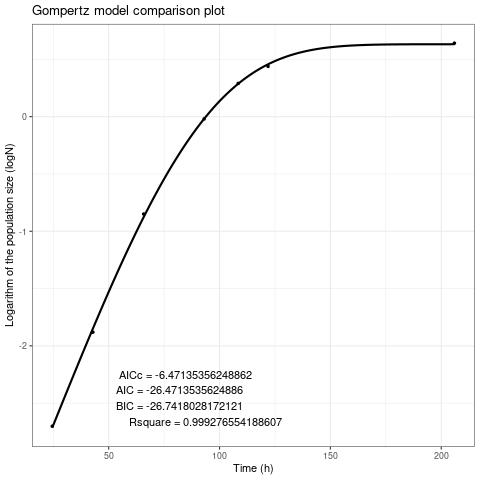 Gompertz model comparison plot
Logarithm of the population size (logN)
0
-1
-2
AICc = -6.47135356248862
AIC = -26.4713535624886
BIC = -26.7418028172121
Rsquare = 0.999276554188607
50
100
150
200
Time (h)